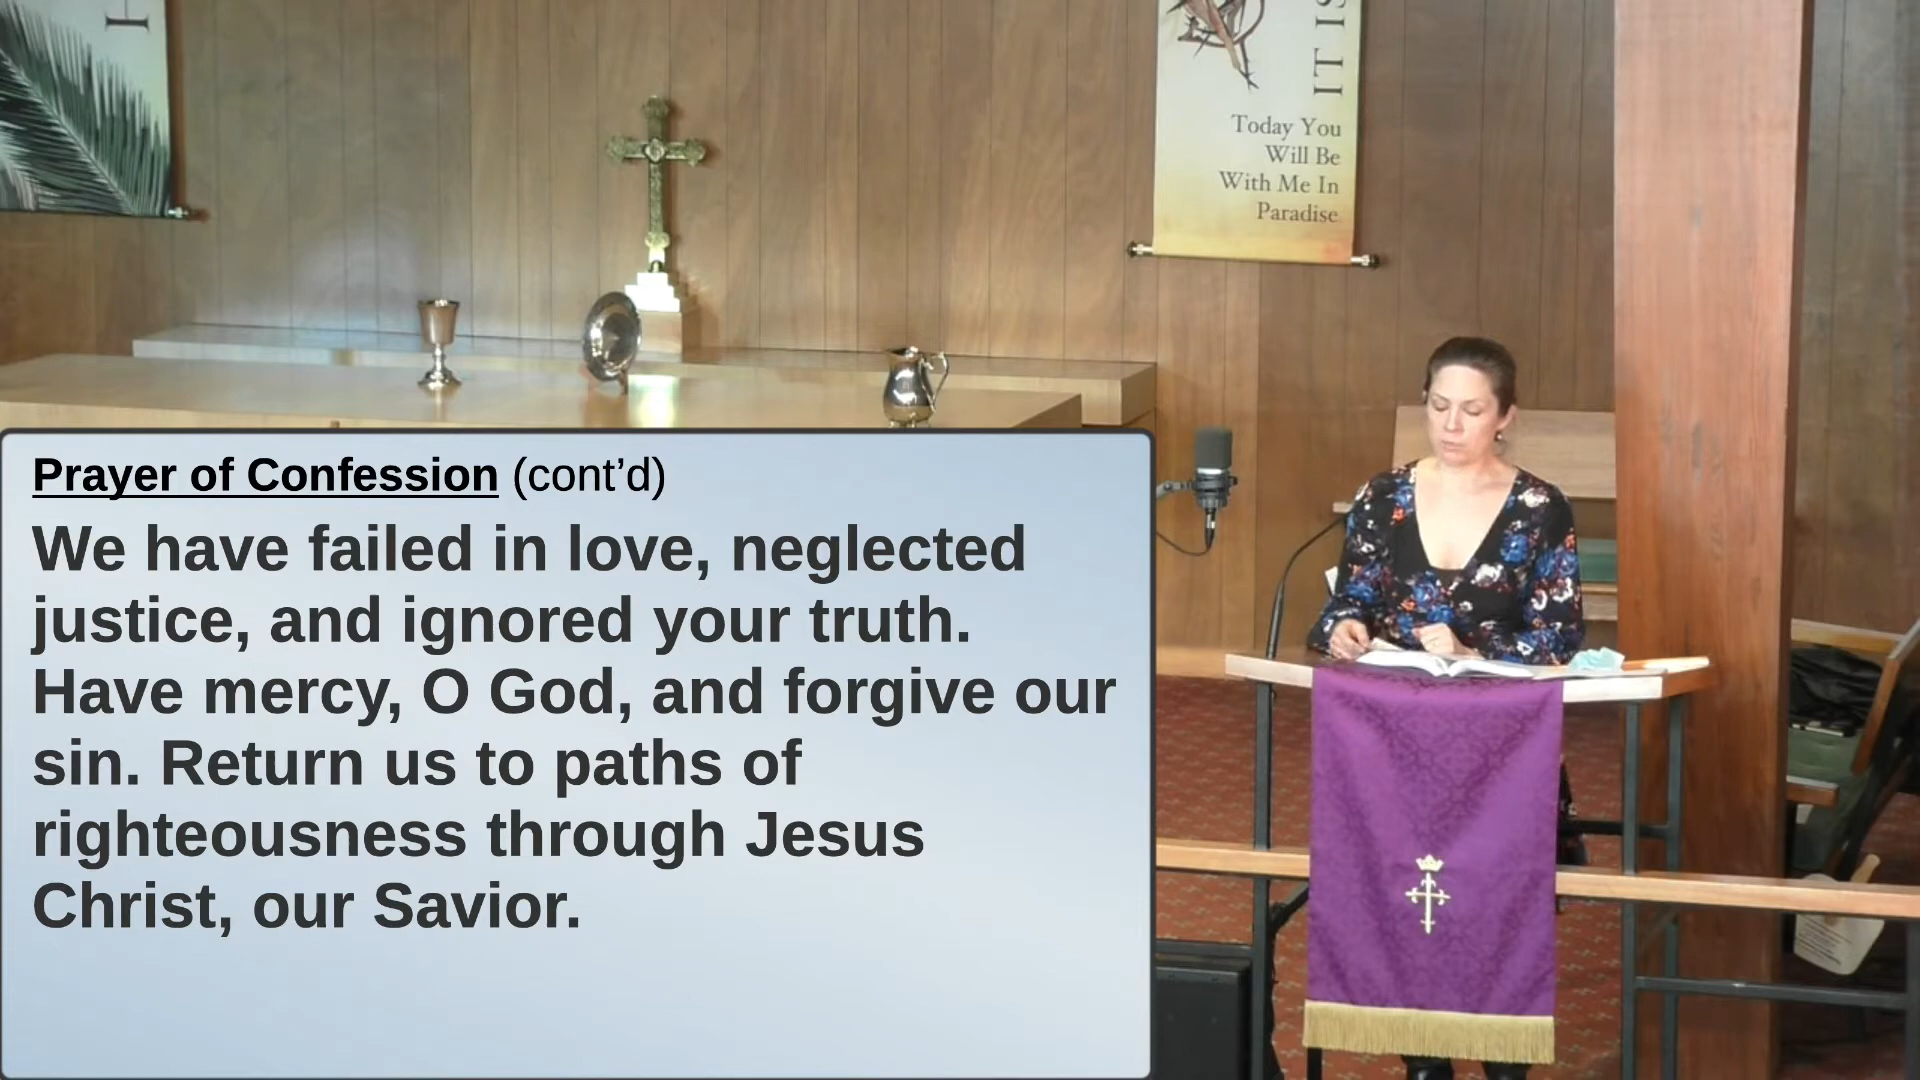 H
IT IS
Today You
Will Be
With Me In
Paradise
Prayer of Confession (cont’d)
We have failed in love, neglected
justice, and ignored your truth.
Have mercy, O God, and forgive our
sin. Return us to paths of
righteousness through Jesus
Christ, our Savior.